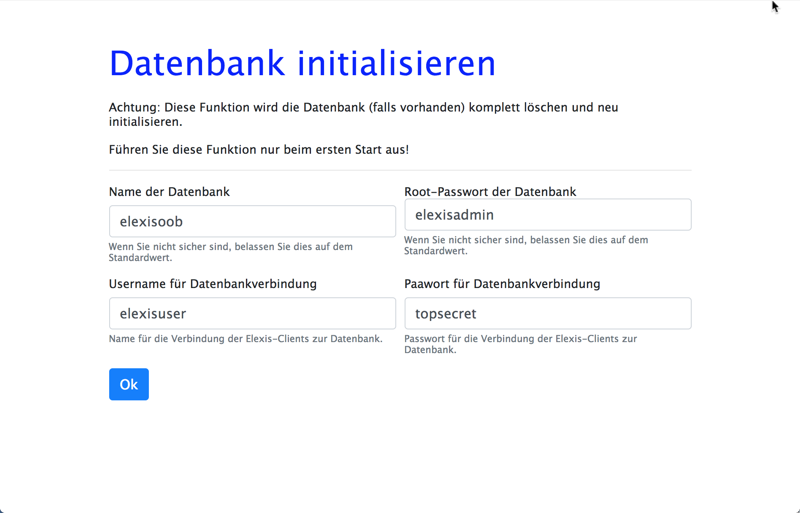 Datenbank initialisieren
Achtung: Diese Funktion wird die Datenbank (falls vorhanden) komplett löschen und neu
initialisieren.
Führen Sie diese Funktion nur beim ersten Start aus!
Name der Datenbank
elexisoob
Wenn Sie nicht sicher sind, belassen Sie dies auf dem
Standardwert.
Root-Passwort der Datenbank
elexisadmin
Wenn Sie nicht sicher sind, belassen Sie dies auf dem
Standardwert.
Username für Datenbankverbindung
elexisuser
Name für die Verbindung der Elexis-Clients zur Datenbank.
Paawort für Datenbankverbindung
topsecret
Passwort für die Verbindung der Elexis-Clients zur
Datenbank.
Ok